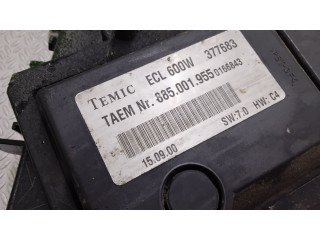 TEMIC ECL 600W 377683
TAEM Nr. 885.001.955 0166843
15.09.00 SW:7.0 HW: C4